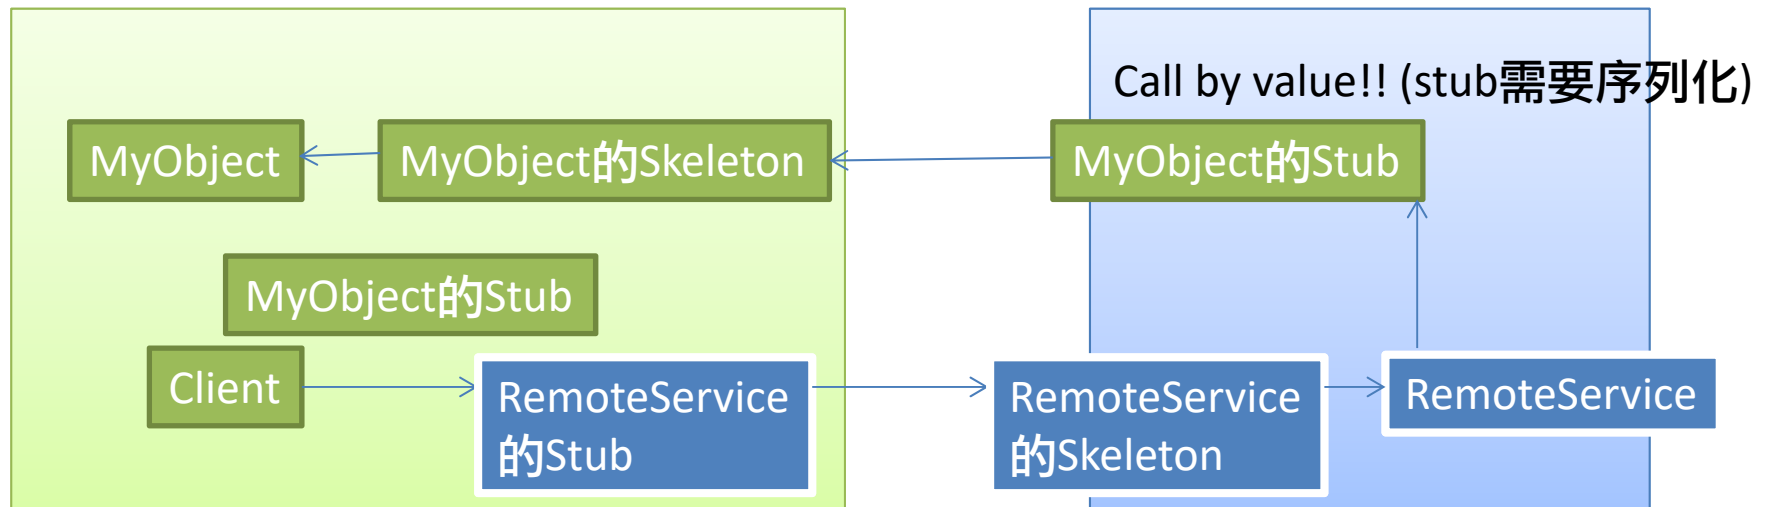 Call by value!! (stub需要序列化)
MyObject
MyObject的Skeleton
MyObject的Stub
MyObject的Stub
Client
RemoteService
的Stub
RemoteService
的Skeleton
RemoteService